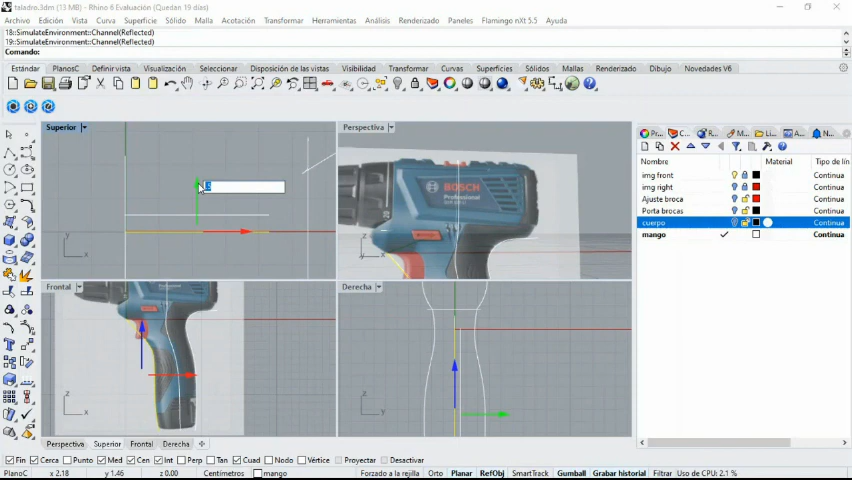 taladro.3dm (13 MB) - Rhino 6 Evaluación (Quedan 19 días)
Archivo Edición Vista Curva Superficie Sólido Malla Acotación Transformar Herramientas Análisis Renderizado Paneles Flamingo nXt 5.5 Ayuda
18::SimulateEnvironment::Channel(Reflected)
19::SimulateEnvironment::Channel(Reflected)
Comando:
Estándar PlanosC Definir vista Visualización Seleccionar Disposición de las vistas Visibilidad Transformar Curvas Superficies Sólidos Mallas Renderizado Dibujo Novedades V6
Superior
Perspectiva
Nombre Material Tipo de lín
img front Continua
img right Continua
Ajuste broca Continua
Porta brocas Continua
cuerpo Continua
mango Continua
BOSCH
Professional
20
y
x
z
y
x
Frontal
Derecha
z
x
z
y
Perspectiva Superior Frontal Derecha
Fin Cerca Punto Med Cen Int Perp Tan Cuad Nodo Vértice Proyectar Desactivar
PlanoC x 2.18 y 1.46 z 0.00 Centímetros mango Forzado a la rejilla Orto Planar RefObj SmartTrack Gumball Grabar historial Filtrar Uso de CPU: 2.1 %